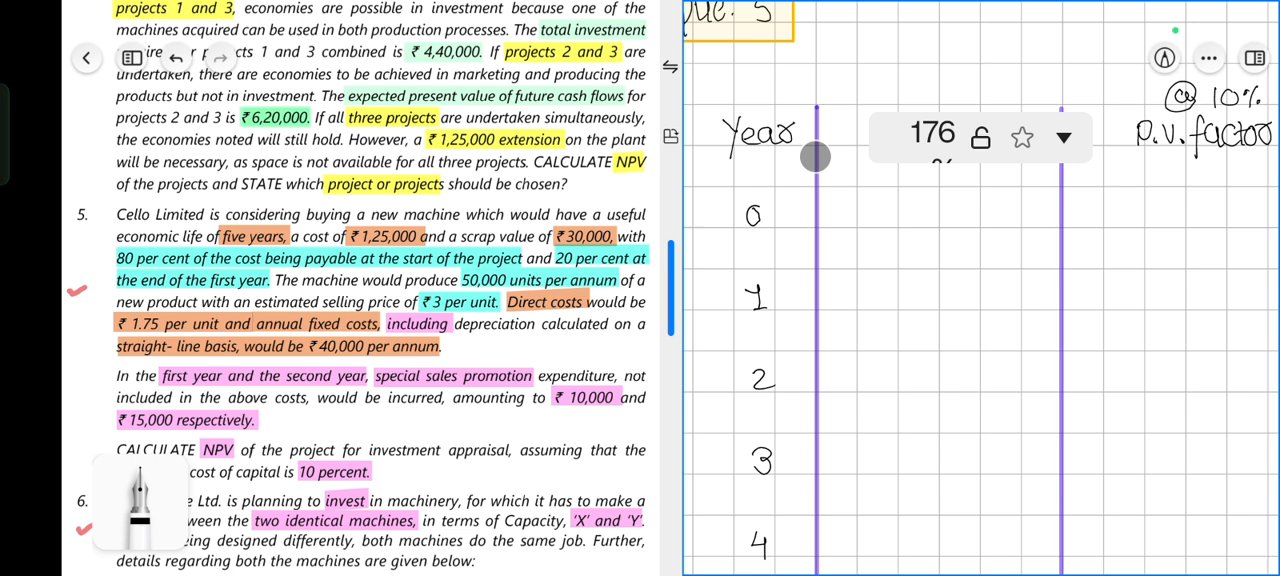 projects 1 and 3, economies are possible in investment because one of the
machines acquired can be used in both production processes. The total investment
cts 1 and 3 combined is ₹ 4,40,000. If projects 2 and 3 are
undertaken, there are economies to be achieved in marketing and producing the
products but not in investment. The expected present value of future cash flows for
projects 2 and 3 is ₹ 6,20,000. If all three projects are undertaken simultaneously,
the economies noted will still hold. However, a ₹ 1,25,000 extension on the plant
will be necessary, as space is not available for all three projects. CALCULATE NPV
of the projects and STATE which project or projects should be chosen?
5. Cello Limited is considering buying a new machine which would have a useful
economic life of five years, a cost of ₹ 1,25,000 and a scrap value of ₹ 30,000, with
80 per cent of the cost being payable at the start of the project and 20 per cent at
the end of the first year. The machine would produce 50,000 units per annum of a
new product with an estimated selling price of ₹ 3 per unit. Direct costs would be
₹ 1.75 per unit and annual fixed costs, including depreciation calculated on a
straight- line basis, would be ₹ 40,000 per annum.
In the first year and the second year, special sales promotion expenditure, not
included in the above costs, would be incurred, amounting to ₹ 10,000 and
₹ 15,000 respectively.
CALCULATE NPV of the project for investment appraisal, assuming that the
cost of capital is 10 percent.
6. Ltd. is planning to invest in machinery, for which it has to make a
ween the two identical machines, in terms of Capacity, 'X' and 'Y'.
eing designed differently, both machines do the same job. Further,
details regarding both the machines are given below:
que. 5
@ 10%
Year
176
P.V. factor
0
1
2
3
4